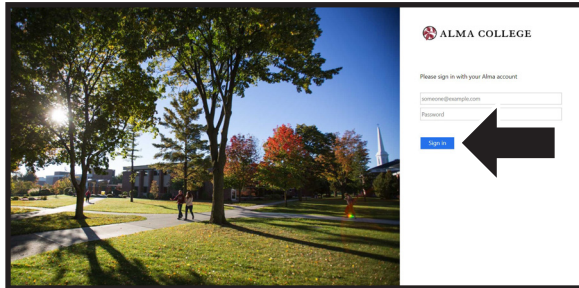 ALMA COLLEGE
Please sign in with your Alma account
someone@example.com
Password
Sign in